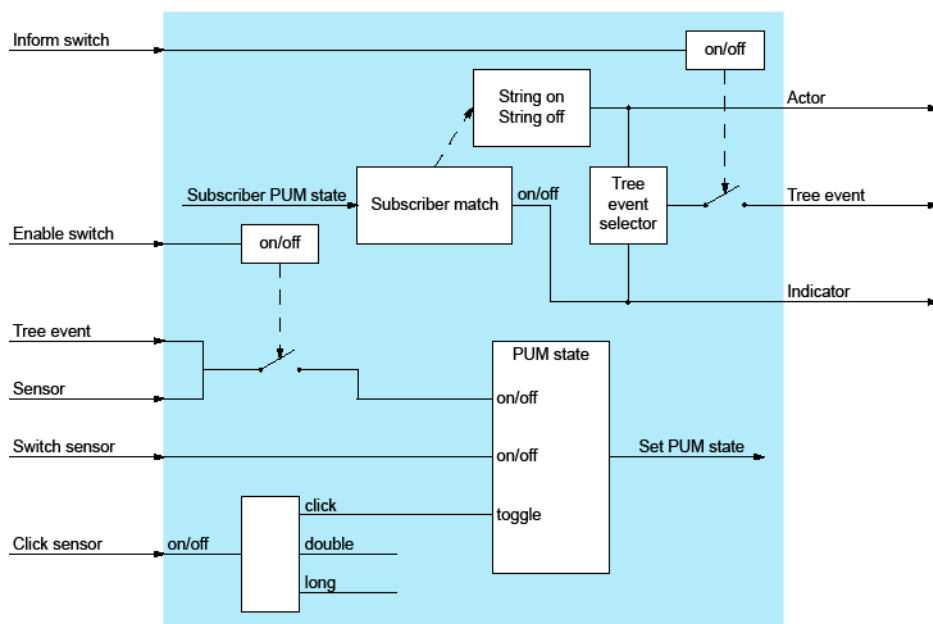 Inform switch
on/off
String on
String off
Actor
Subscriber PUM state
Subscriber match
on/off
Tree
event
selector
Tree event
Enable switch
on/off
Indicator
Tree event
PUM state
Sensor
on/off
Switch sensor
on/off
Set PUM state
click
toggle
Click sensor
on/off
double
long